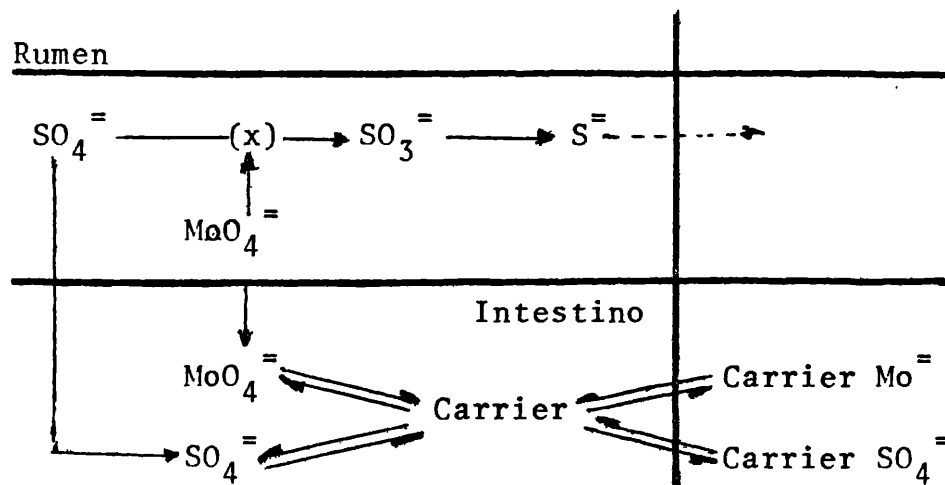 Rumen
SO4= (x) SO3= S=
MoO4=
Intestino
MoO4= Carrier Mo=
Carrier
SO4= Carrier SO4=